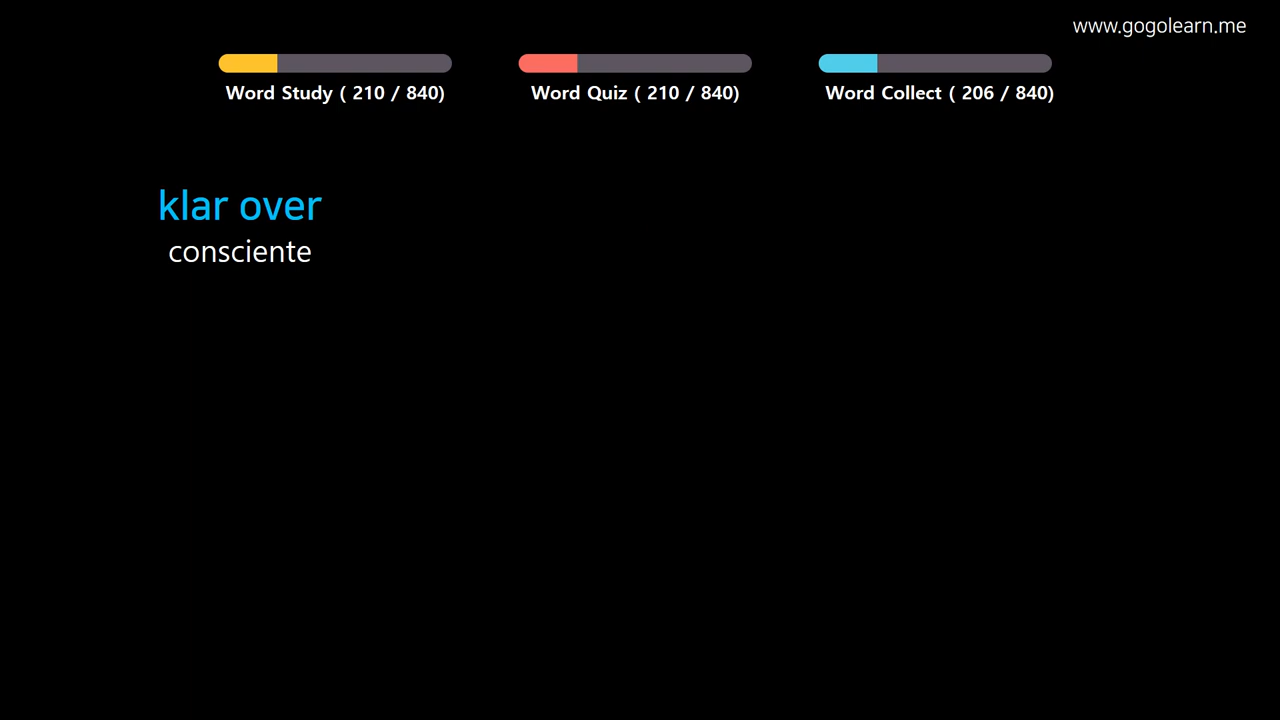 www.gogolearn.me
Word Study ( 210 / 840)
Word Quiz ( 210 / 840)
Word Collect ( 206 / 840)
klar over
consciente